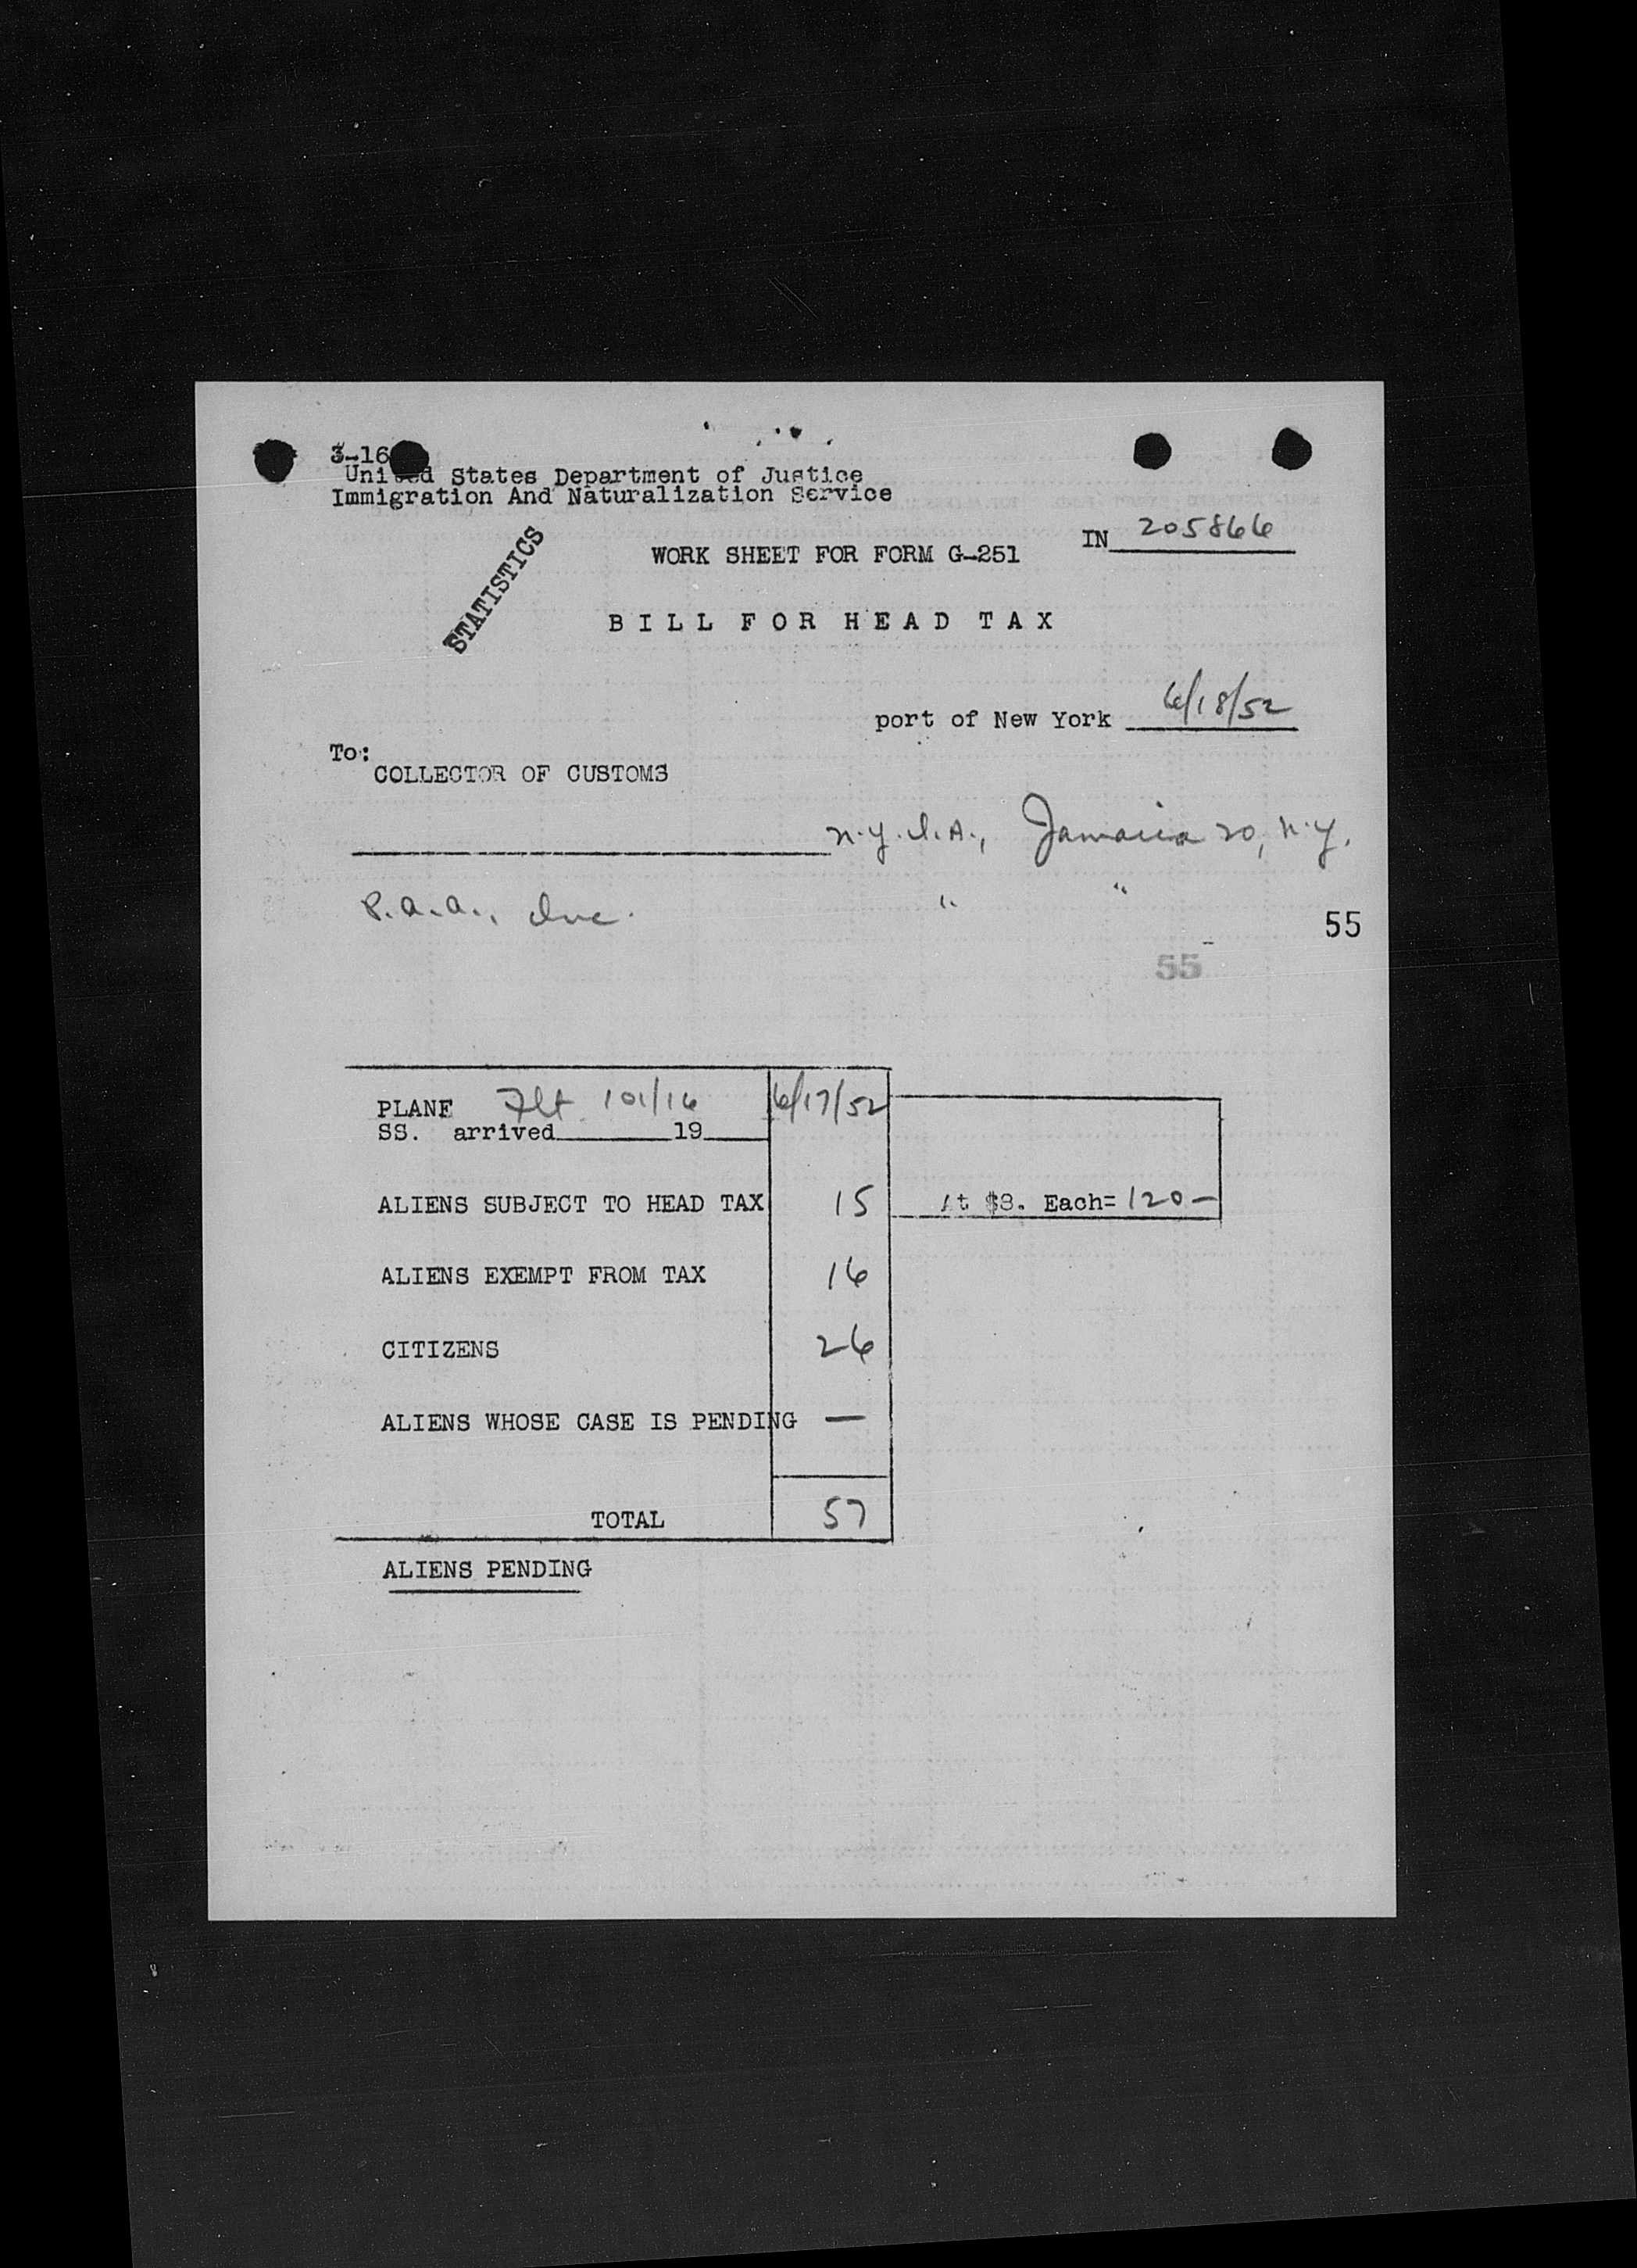 3-16
United States Department of Justice
Immigration And Naturalization Service
STATISTICS
IN 205866
WORK SHEET FOR FORM G-251
BILL FOR HEAD TAX
port of New York 6/18/52
To:
COLLECTOR OF CUSTOMS
N.Y.I.A., Jamaica 20, N.Y.
P.A.A., Inc. " "
55
55
PLANE Flt 101/16 6/17/52
SS. arrived 19
ALIENS SUBJECT TO HEAD TAX 15 At $8. Each= 120-
ALIENS EXEMPT FROM TAX 16
CITIZENS 26
ALIENS WHOSE CASE IS PENDING —
TOTAL 57
ALIENS PENDING